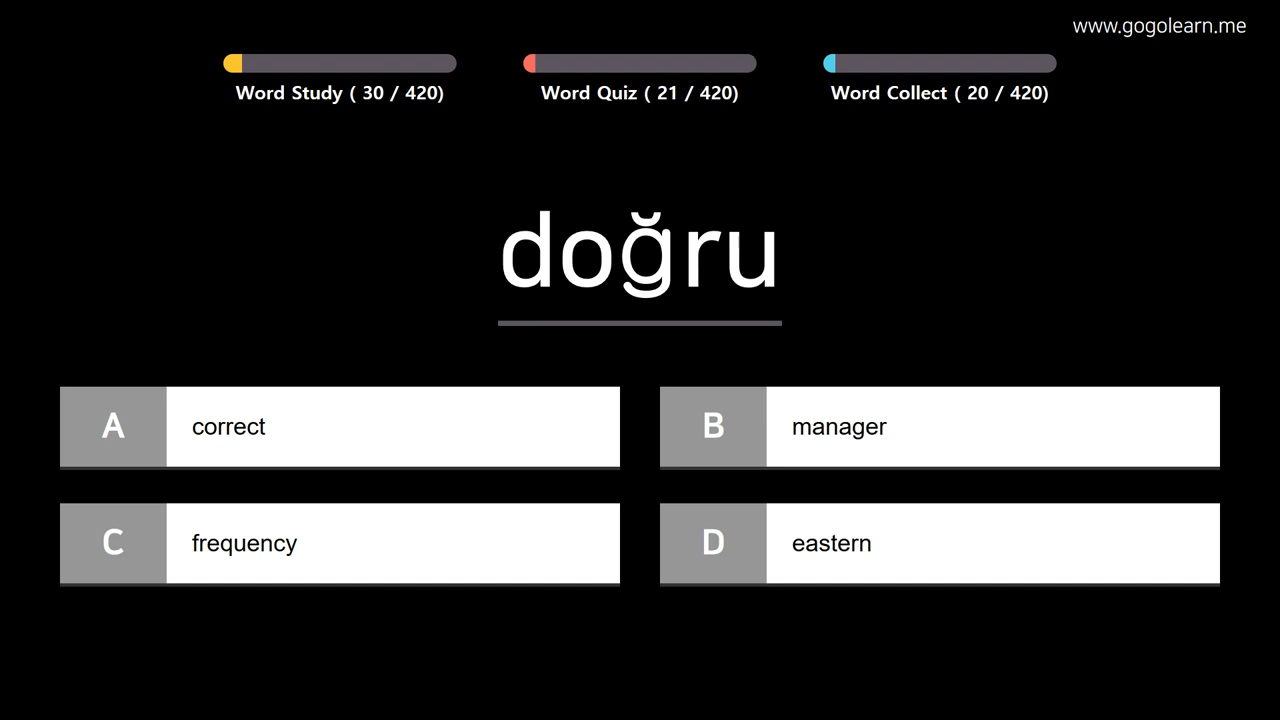 www.gogolearn.me
Word Study ( 30 / 420)
Word Quiz ( 21 / 420)
Word Collect ( 20 / 420)
doğru
A correct
B manager
C frequency
D eastern